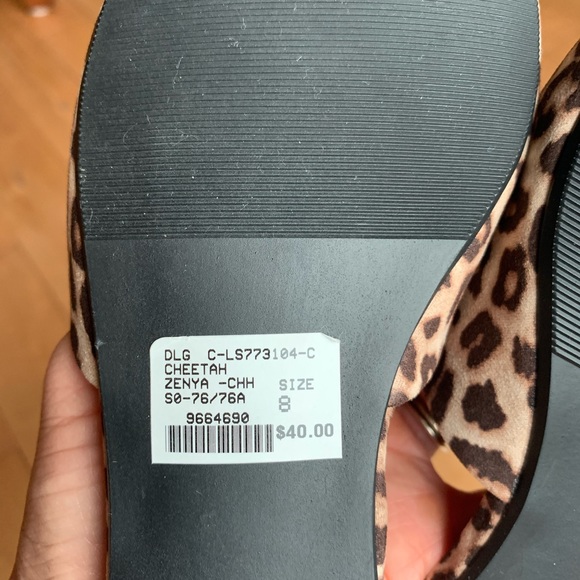 DLG C-LS773104-C
CHEETAH
ZENYA -CHH SIZE
S0-76/76A 8
9664690
$40.00